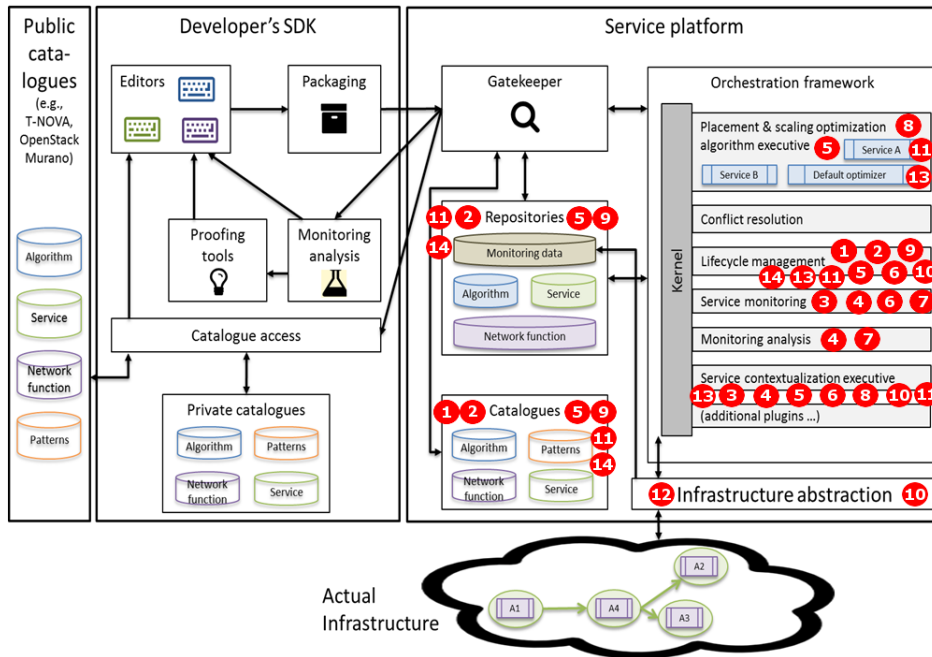 Public
cata-
logues
(e.g.,
T-NOVA,
OpenStack
Murano)
Algorithm
Service
Network
function
Patterns
Developer's SDK
Editors
Packaging
Proofing
tools
Monitoring
analysis
Catalogue access
Private catalogues
Algorithm
Patterns
Network
function
Service
Service platform
Gatekeeper
11 2 Repositories 5 9
14
Monitoring data
Algorithm
Service
Network function
1 2 Catalogues 5 9
Algorithm
Patterns
11
14
Network
function
Service
Orchestration framework
Kernel
Placement & scaling optimization 8
algorithm executive 5
Service A 11
Service B
Default optimizer 13
Conflict resolution
Lifecycle management 1 2 9
14 13 11 5 6 10
Service monitoring 3 4 6 7
Monitoring analysis 4 7
Service contextualization executive
13 3 4 5 6 8 10 11
(additional plugins ...)
12 Infrastructure abstraction 10
Actual
Infrastructure
A1
A4
A2
A3